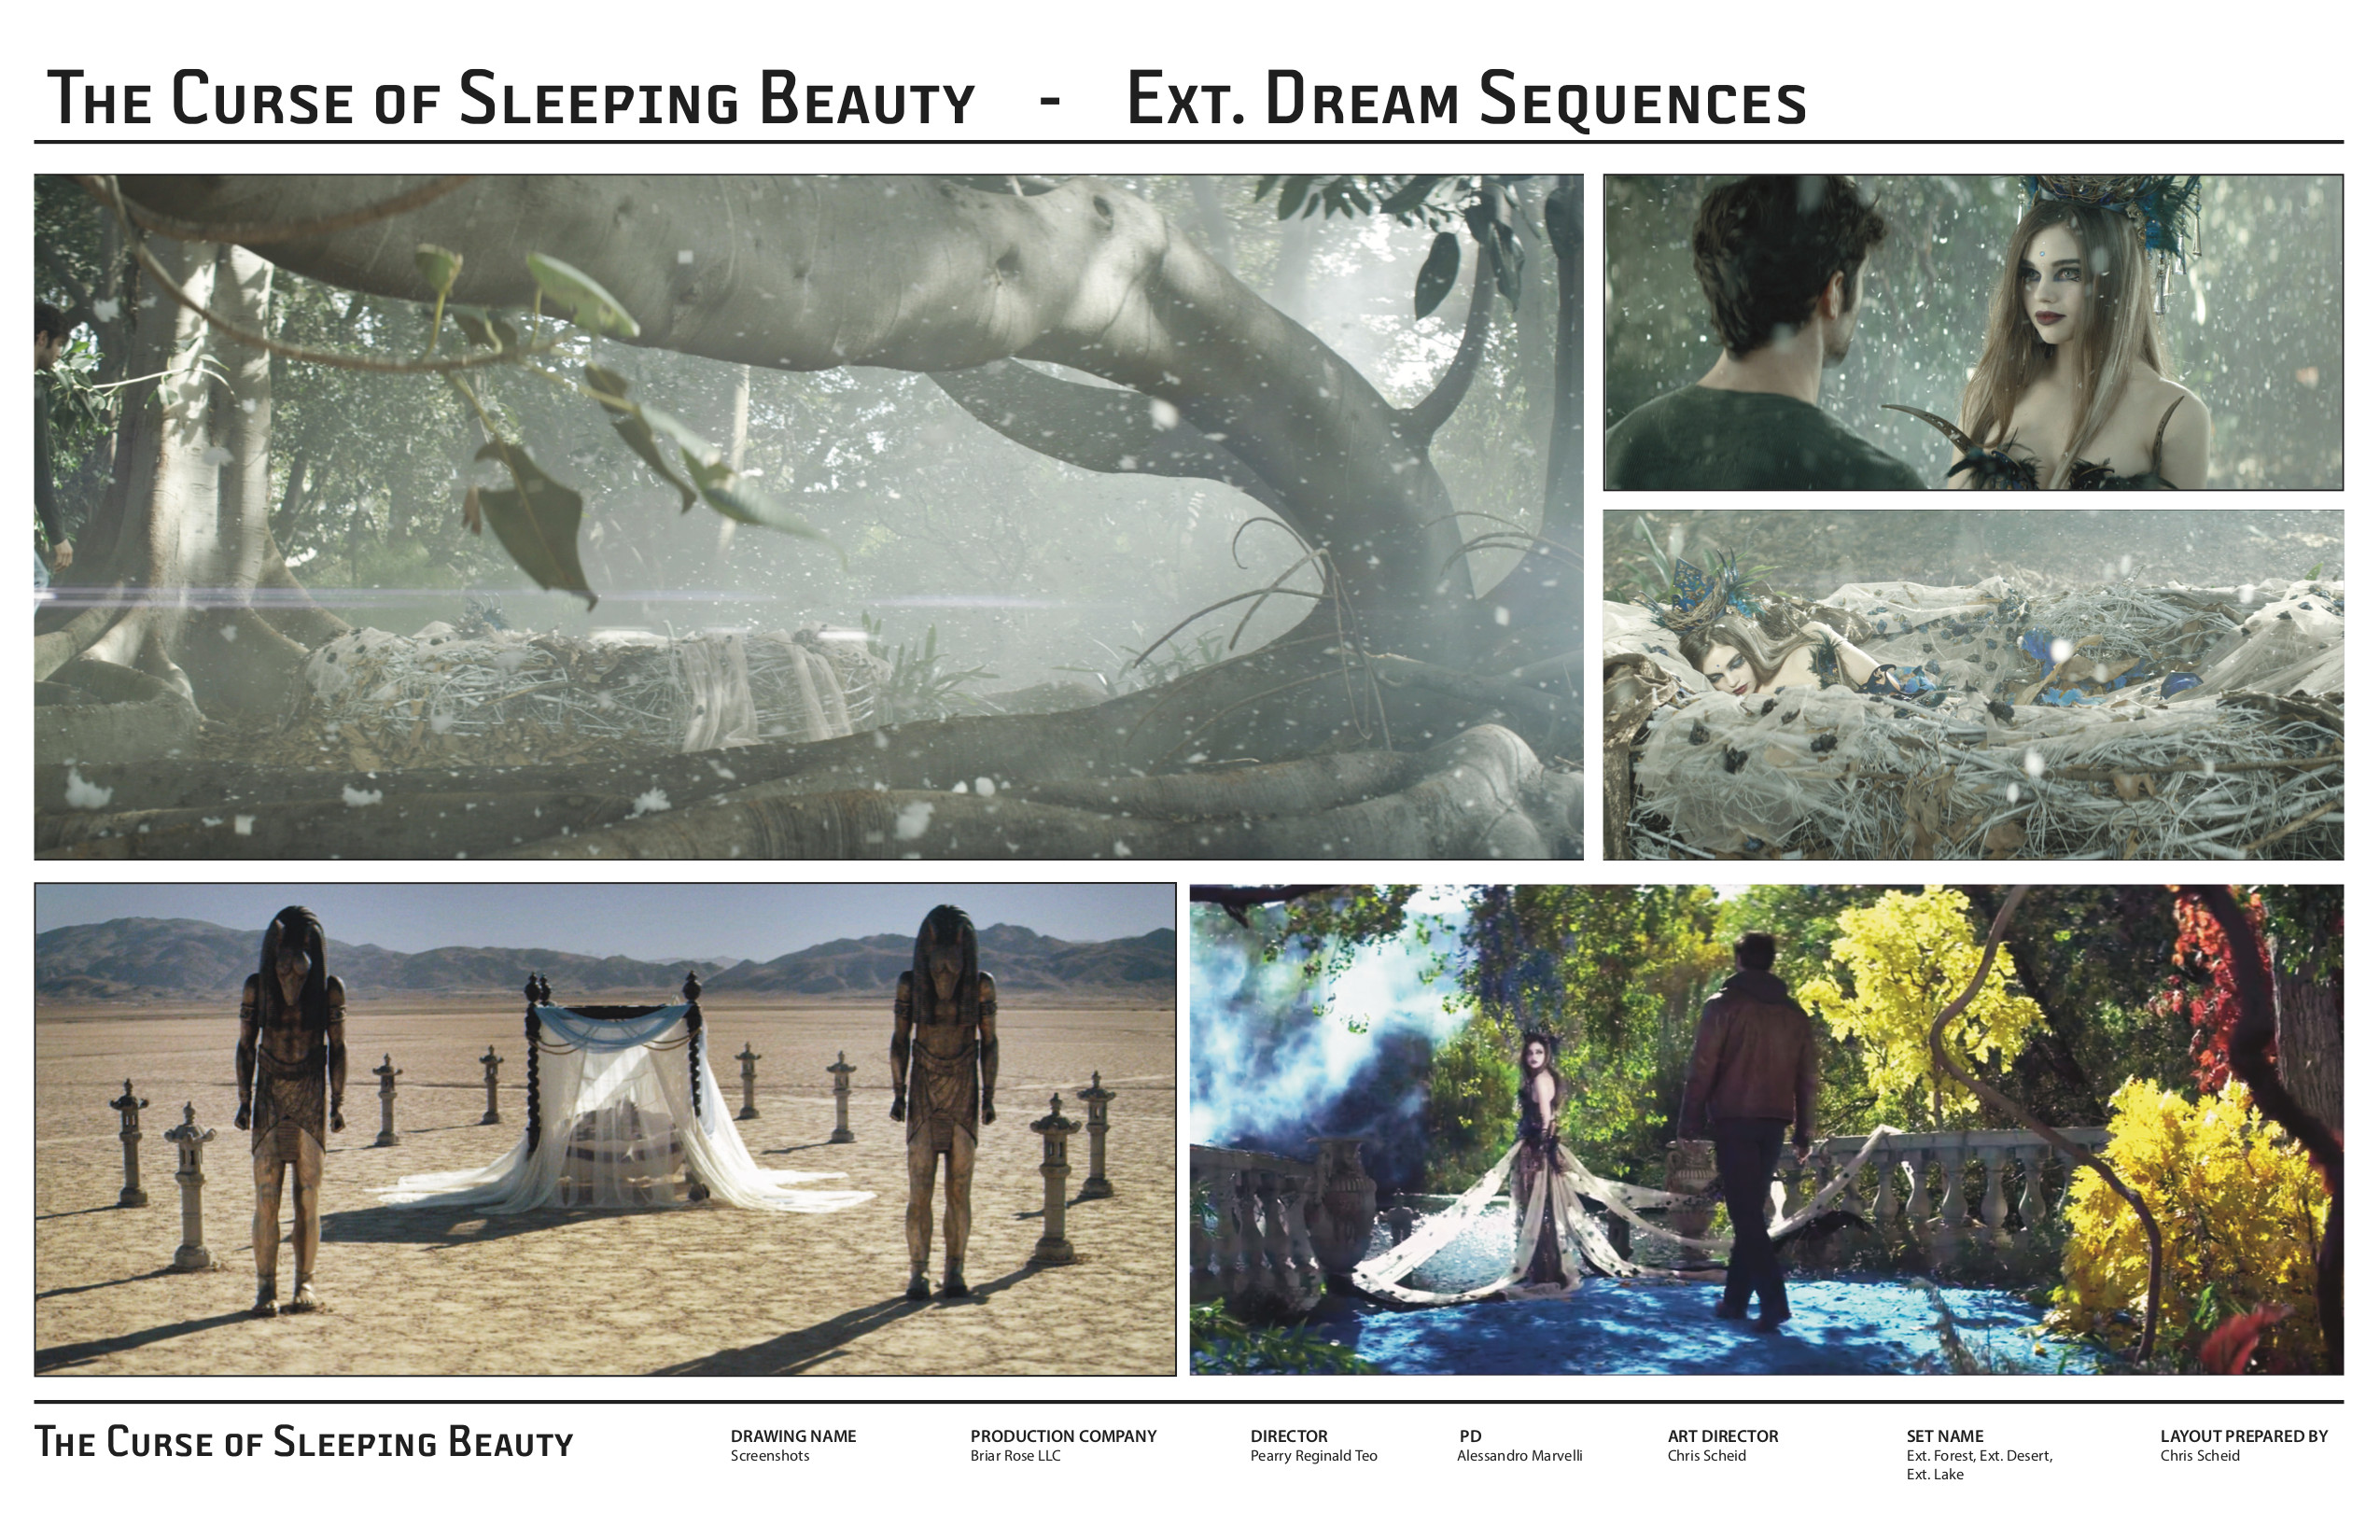 The Curse of Sleeping Beauty - Ext. Dream Sequences
The Curse of Sleeping Beauty
DRAWING NAME
Screenshots
PRODUCTION COMPANY
Briar Rose LLC
DIRECTOR
Pearry Reginald Teo
PD
Alessandro Marvelli
ART DIRECTOR
Chris Scheid
SET NAME
Ext. Forest, Ext. Desert,
Ext. Lake
LAYOUT PREPARED BY
Chris Scheid